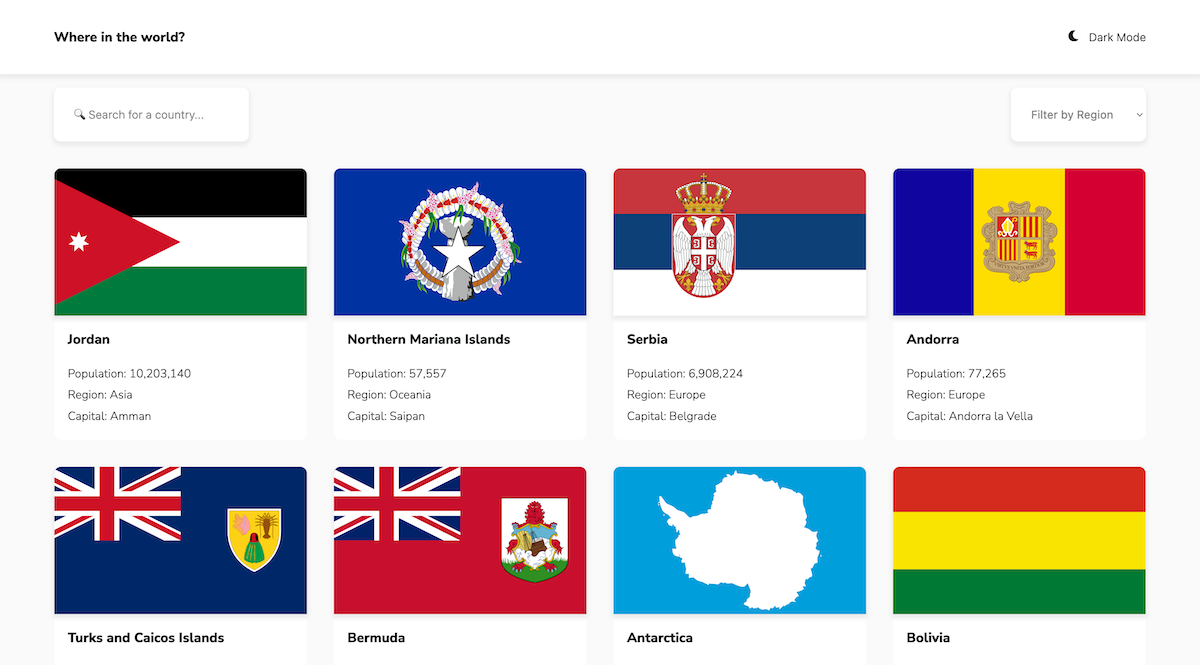 Where in the world?
Dark Mode
🔍 Search for a country...
Filter by Region
Jordan
Population: 10,203,140
Region: Asia
Capital: Amman
Northern Mariana Islands
Population: 57,557
Region: Oceania
Capital: Saipan
Serbia
Population: 6,908,224
Region: Europe
Capital: Belgrade
Andorra
Population: 77,265
Region: Europe
Capital: Andorra la Vella
Turks and Caicos Islands
Bermuda
Antarctica
Bolivia